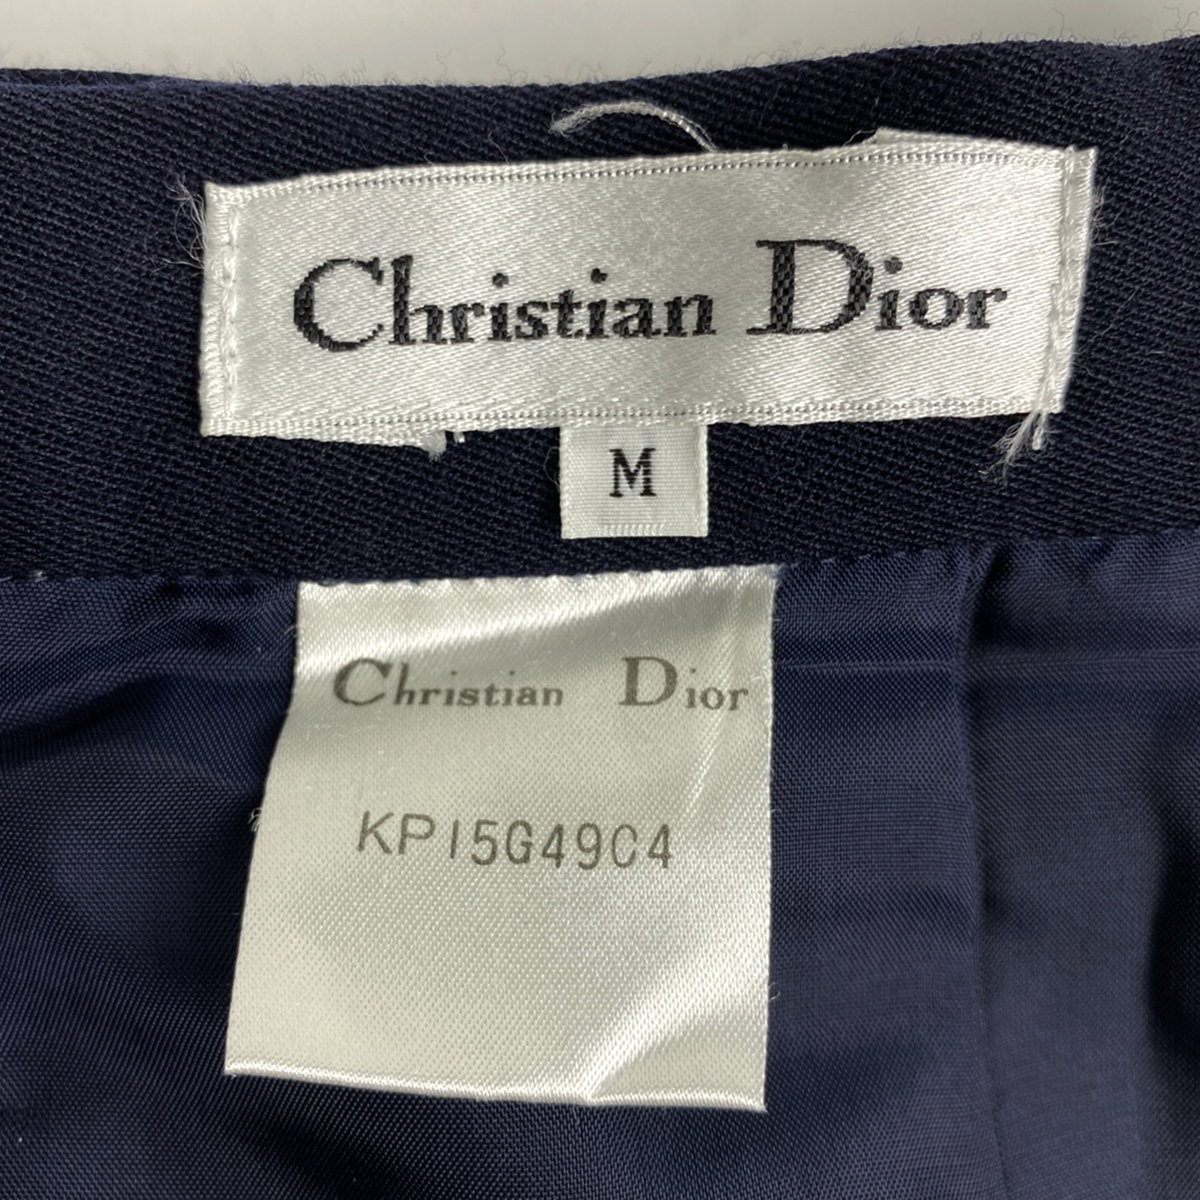 Christian Dior
M
Christian Dior
KP15G49C4